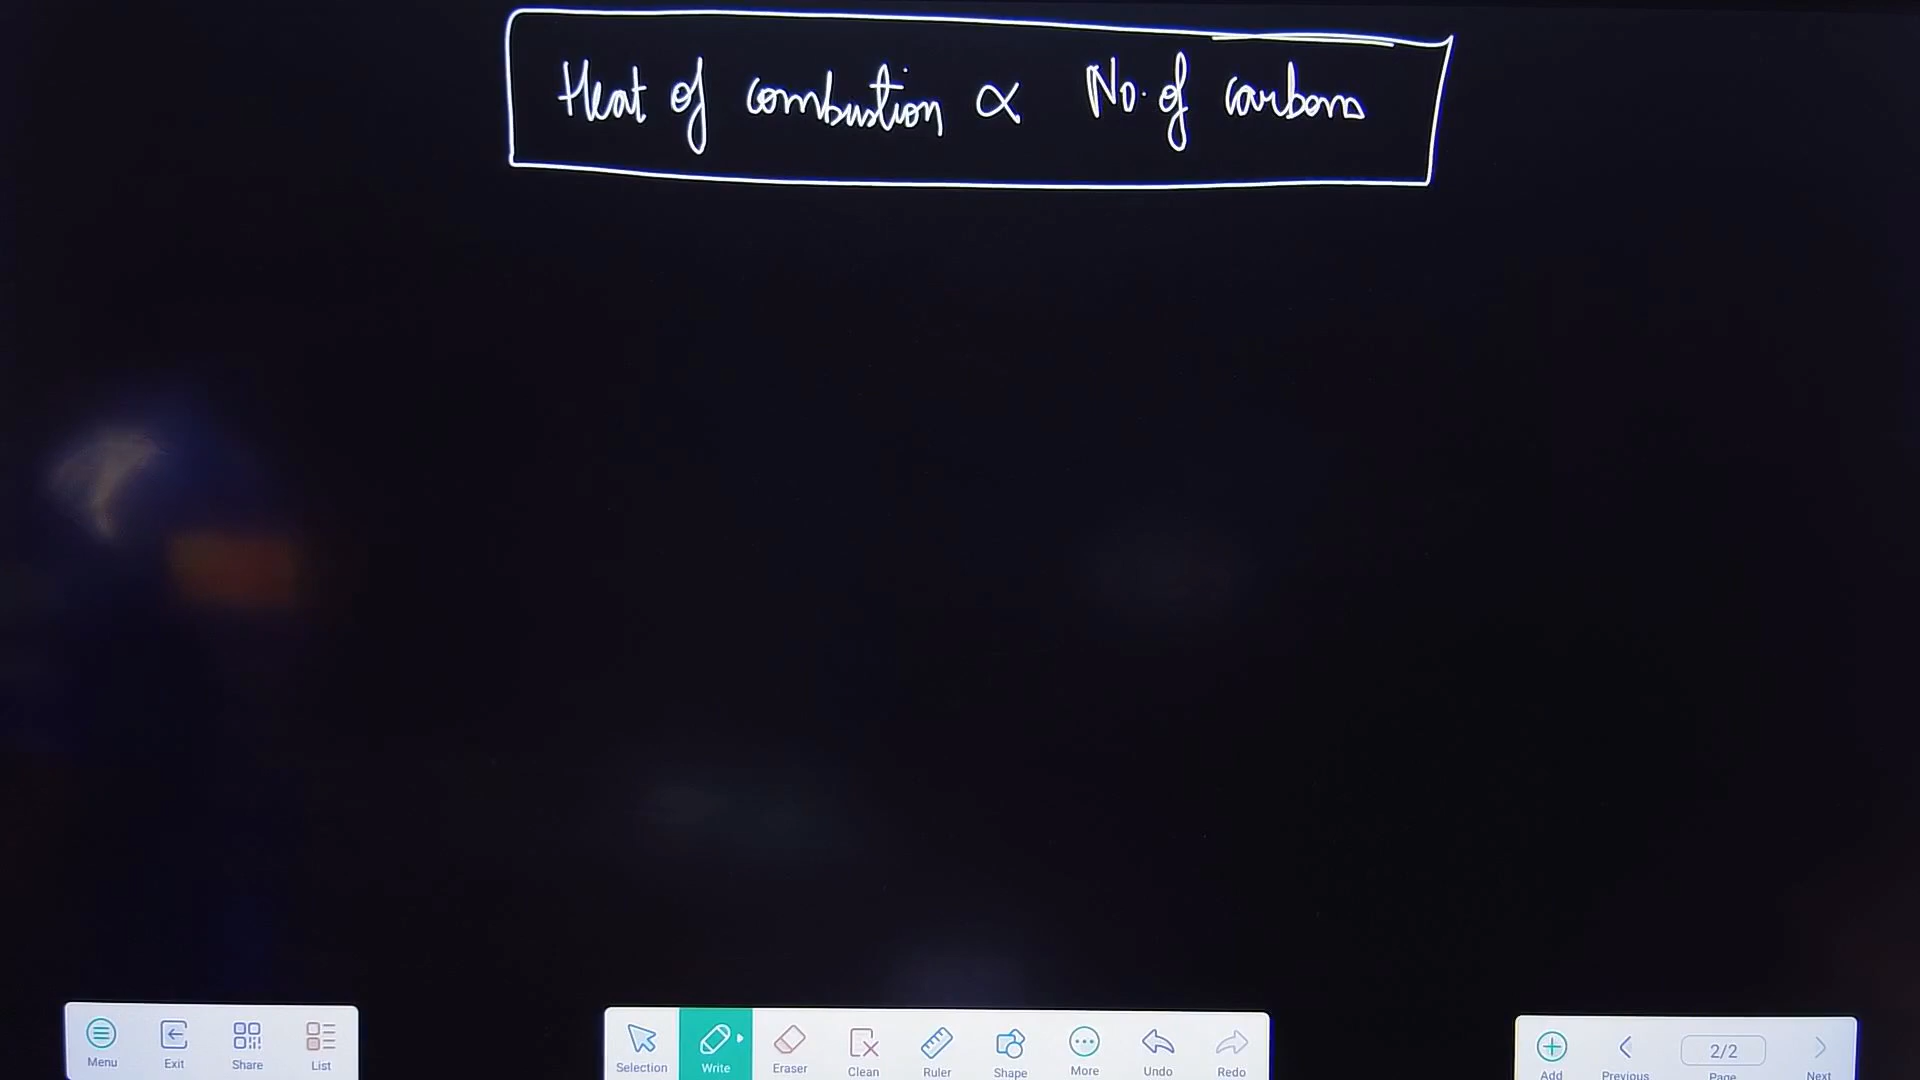 Heat of combustion ∝ No. of carbons
Menu Exit Share List
Selection Write Eraser Clean Ruler Shape More Undo Redo
Add Previous 2/2 Page Next